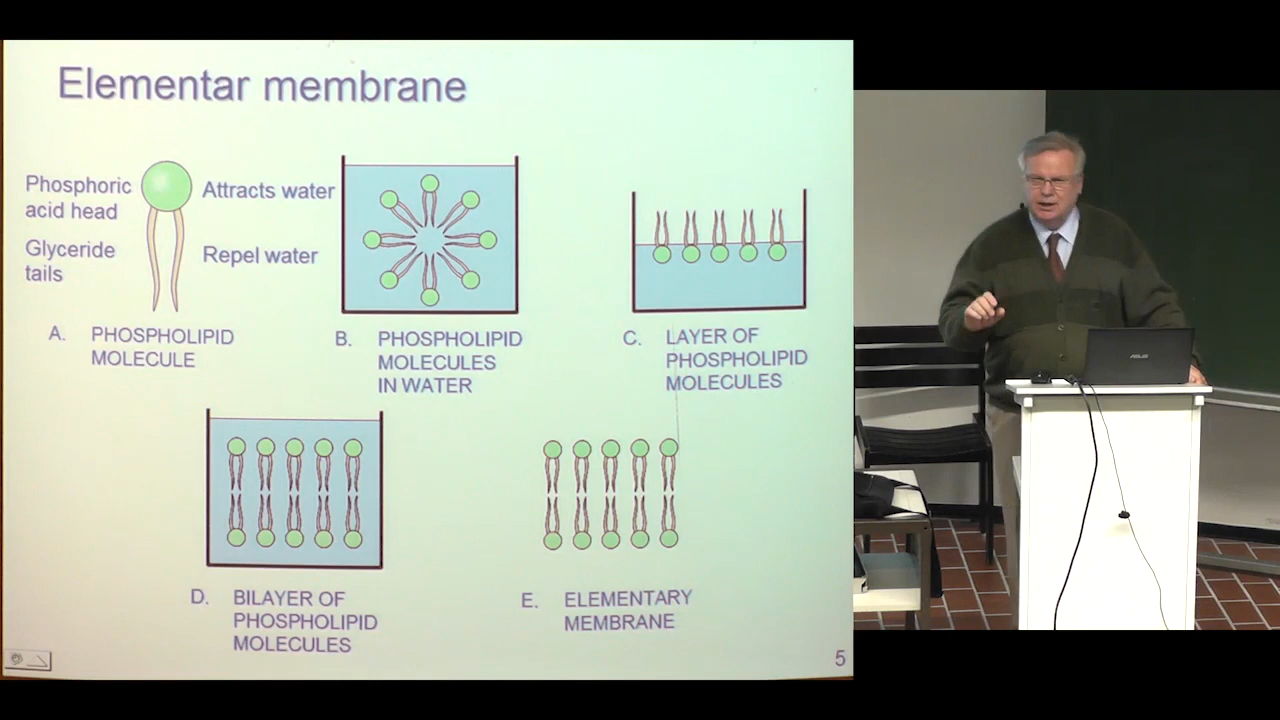 Elementar membrane
Phosphoric
acid head
Attracts water
Glyceride
tails
Repel water
A. PHOSPHOLIPID
MOLECULE
B. PHOSPHOLIPID
MOLECULES
IN WATER
C. LAYER OF
PHOSPHOLIPID
MOLECULES
D. BILAYER OF
PHOSPHOLIPID
MOLECULES
E. ELEMENTARY
MEMBRANE
5
ASUS